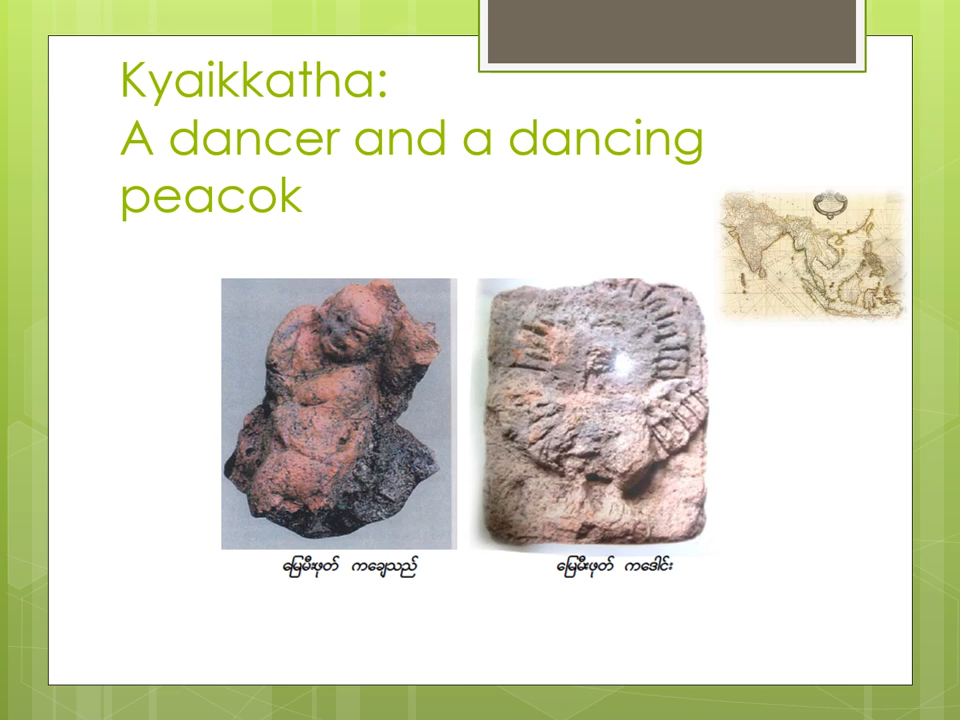 Kyaikkatha:
A dancer and a dancing
peacok
မြေမီးဖုတ် ကချေသည်
မြေမီးဖုတ် ကဒေါင်း